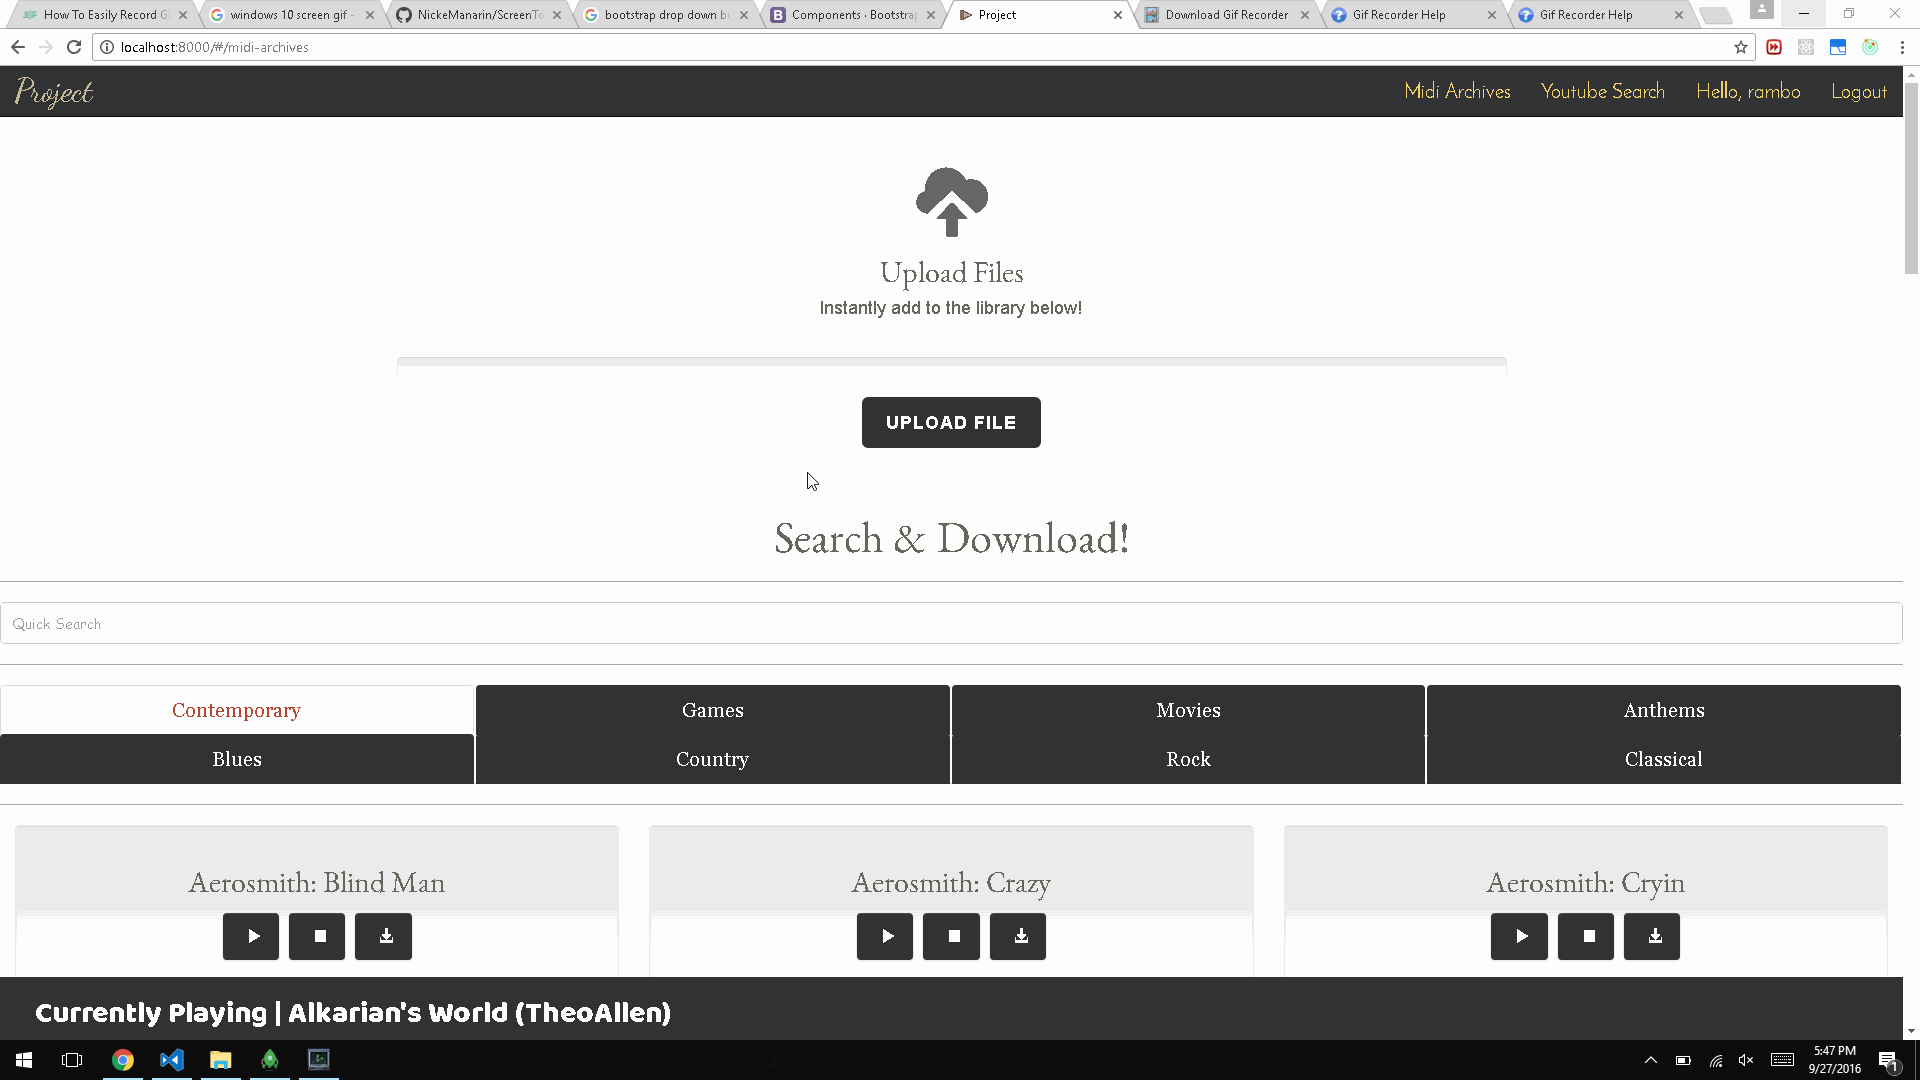 How To Easily Record G
windows 10 screen gif -
NickeManarin/ScreenTo
bootstrap drop down bu
Components · Bootstrap
Project
Download Gif Recorder
Gif Recorder Help
Gif Recorder Help
localhost:8000/#/midi-archives
Project
Midi Archives
Youtube Search
Hello, rambo
Logout
Upload Files
Instantly add to the library below!
UPLOAD FILE
Search & Download!
Quick Search
Contemporary
Games
Movies
Anthems
Blues
Country
Rock
Classical
Aerosmith: Blind Man
Aerosmith: Crazy
Aerosmith: Cryin
Currently Playing | Alkarian's World (TheoAllen)
5:47 PM
9/27/2016
1